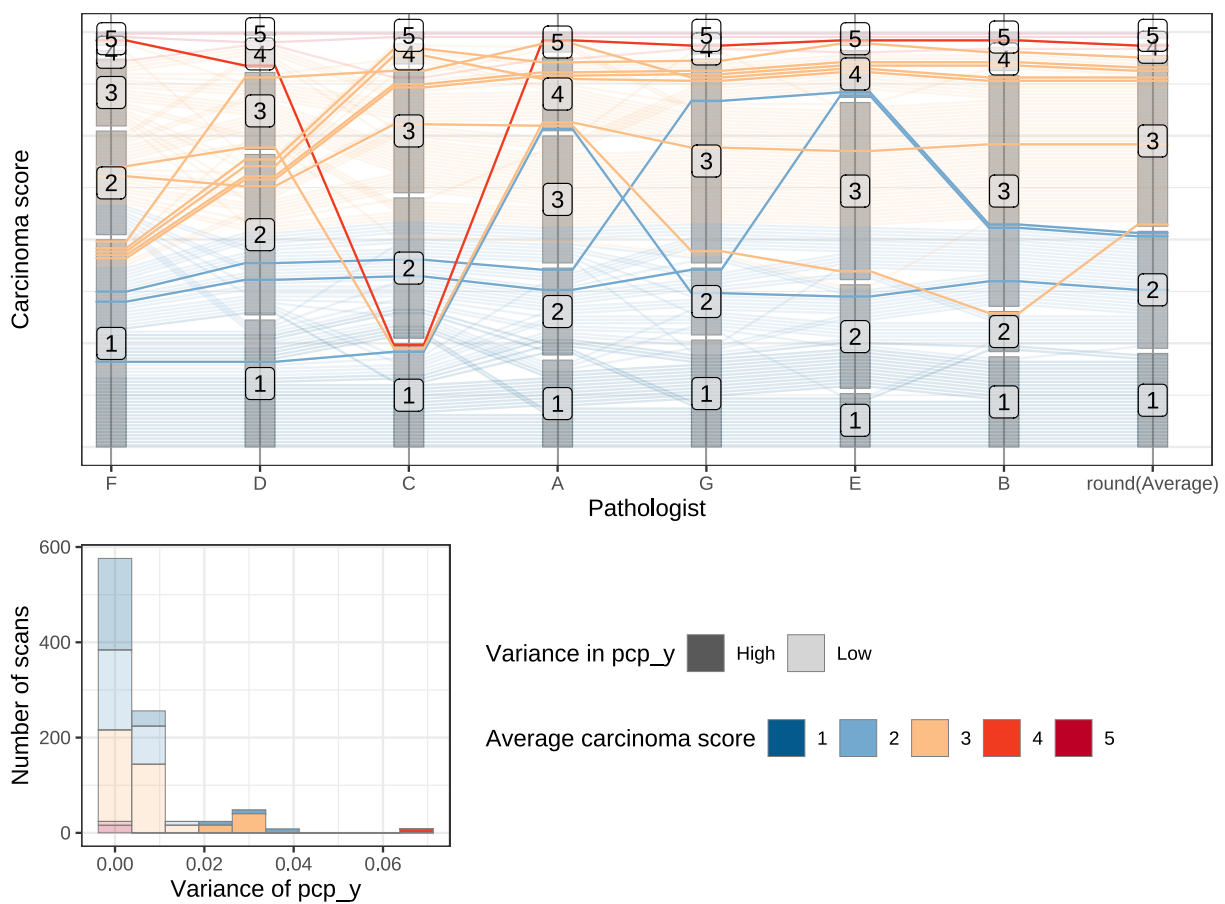 Carcinoma score
5 5 5 5 5 5 5 5
4 4 4 4 4 4 4 4
3 3 3 3 3 3 3 3
2 2 2 2 2 2 2 2
1 1 1 1 1 1 1 1
F D C A G E B round(Average)
Pathologist
Number of scans
600
400
200
0
0.00 0.02 0.04 0.06
Variance of pcp_y
Variance in pcp_y High Low
Average carcinoma score 1 2 3 4 5